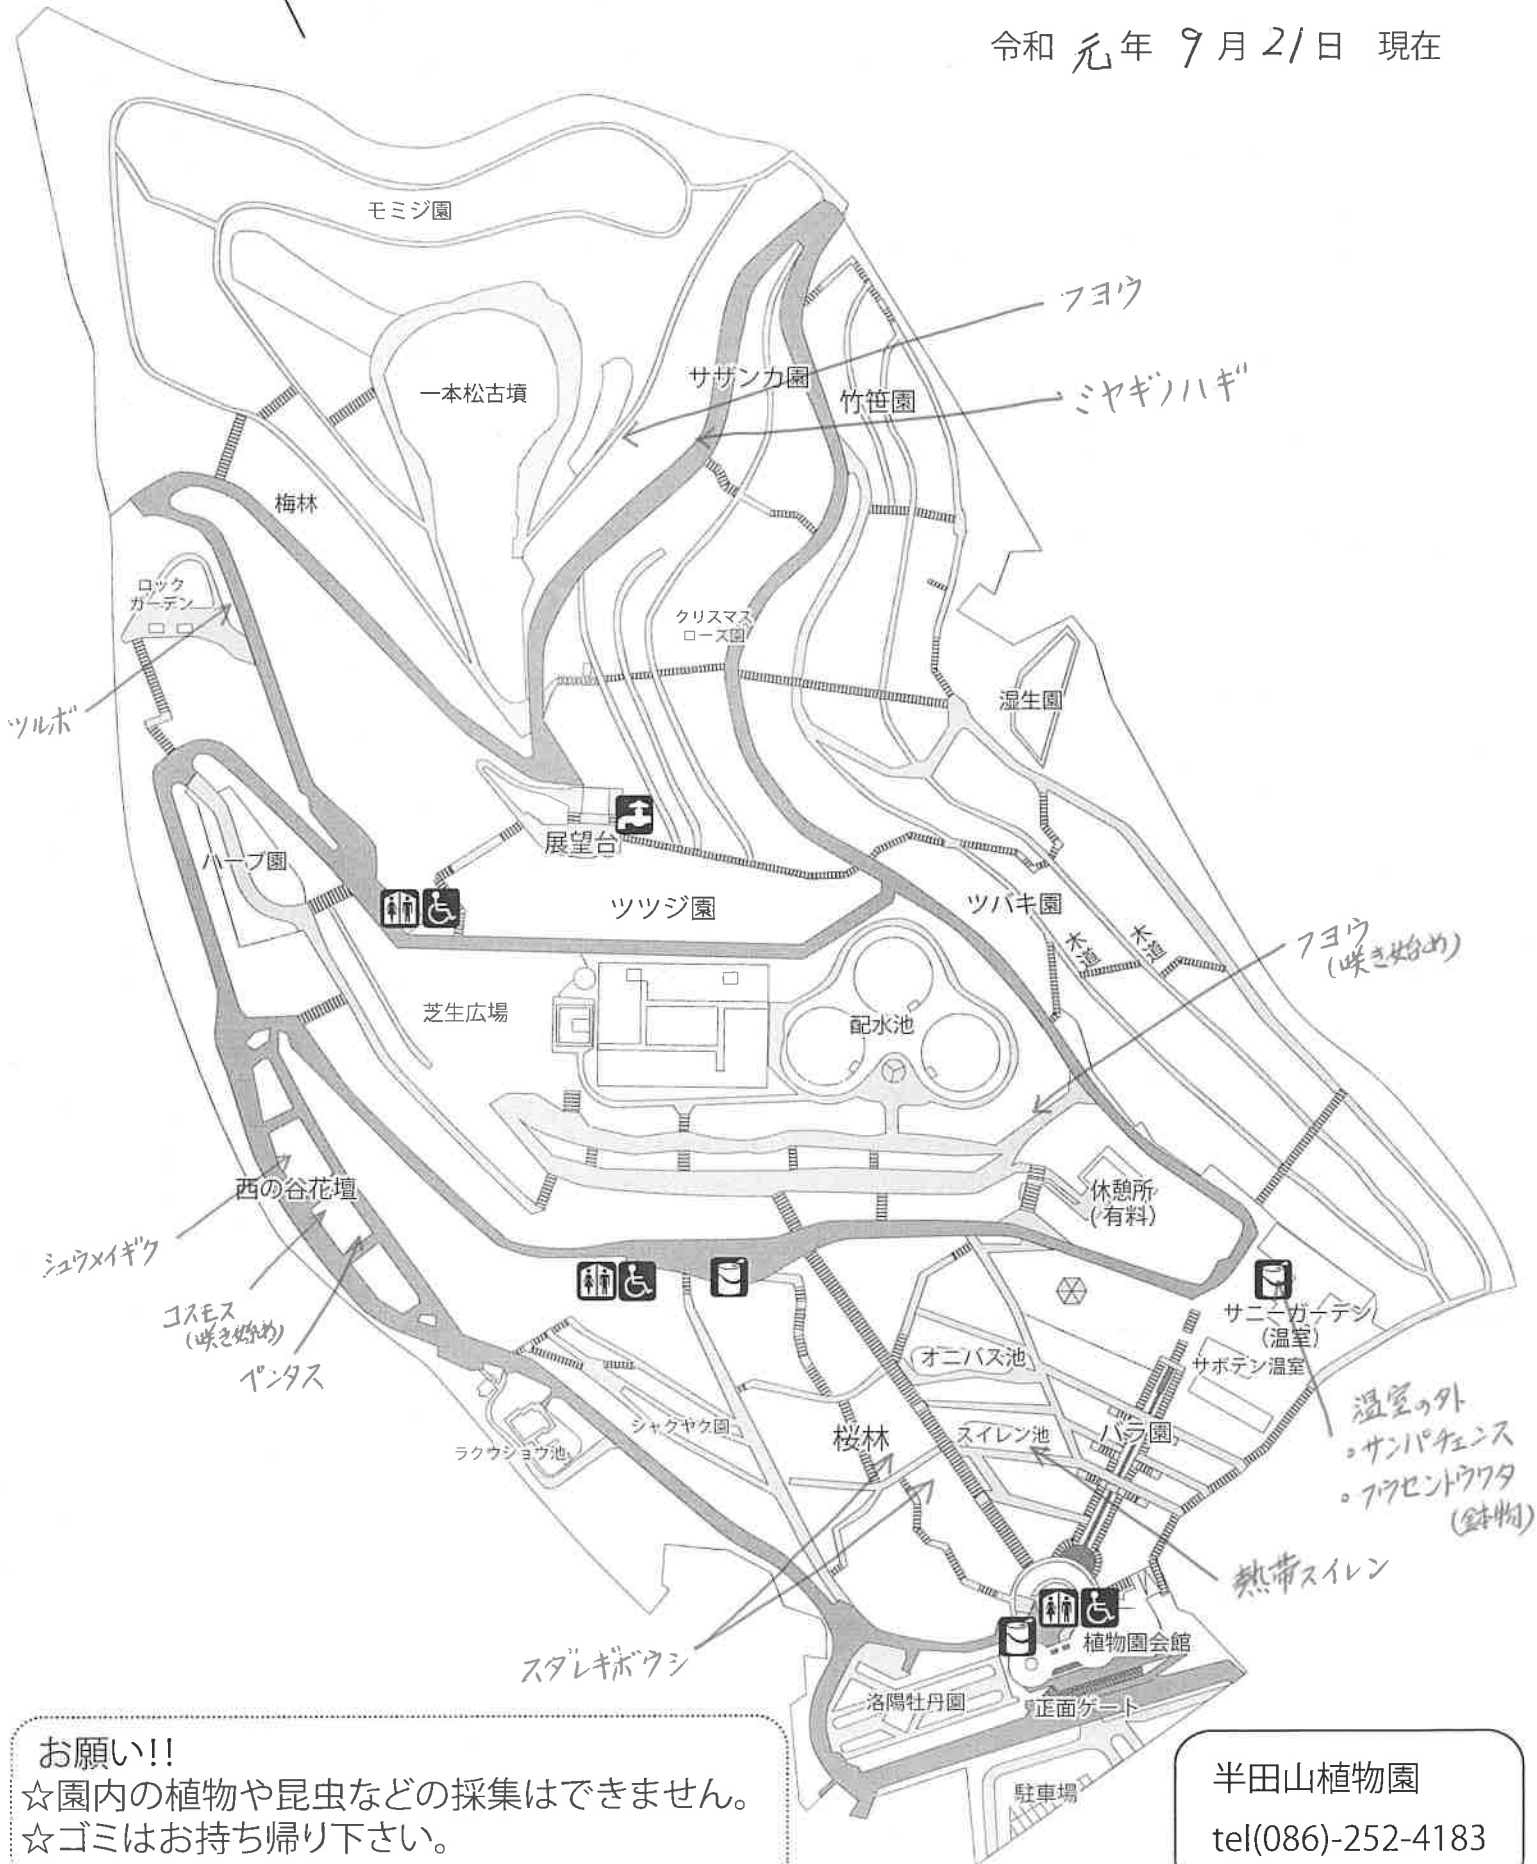 令和 元年 9月21日 現在
モミジ園
フヨウ
サザンカ園
ミヤギノハギ
一本松古墳
竹笹園
梅林
ロック
ガーデン
クリスマス
ローズ園
湿生園
ツルボ
展望台
ハーブ園
ツツジ園
ツバキ園
木道
木道
フヨウ
(咲き始め)
芝生広場
配水池
西の谷花壇
休憩所
(有料)
シュウメイギク
コスモス
(咲き始め)
ペンタス
サニーガーデン
(温室)
オニバス池
サボテン温室
シャクヤク園
桜林
スイレン池
バラ園
ラクウショウ池
温室の外
・サンパチェンス
・フウセントウワタ
(鉢物)
熱帯スイレン
スダレギボウシ
植物園会館
洛陽牡丹園
正面ゲート
駐車場
お願い!!
☆園内の植物や昆虫などの採集はできません。
☆ゴミはお持ち帰り下さい。
半田山植物園
tel(086)-252-4183